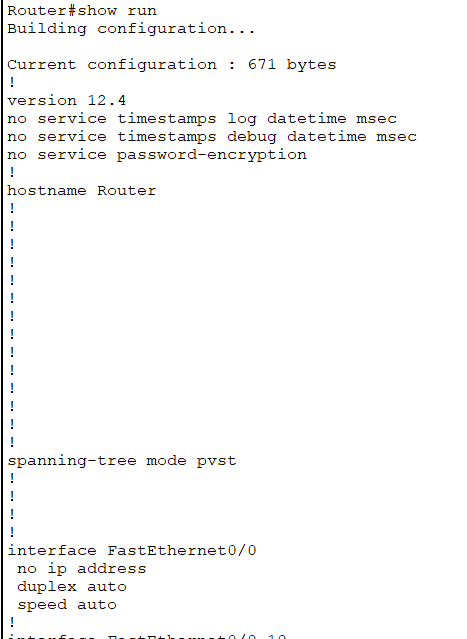 Router#show run
Building configuration...
Current configuration : 671 bytes
!
version 12.4
no service timestamps log datetime msec
no service timestamps debug datetime msec
no service password-encryption
!
hostname Router
!
!
!
!
!
!
!
!
!
!
!
!
!
!
spanning-tree mode pvst
!
!
!
!
interface FastEthernet0/0
 no ip address
 duplex auto
 speed auto
!
interface